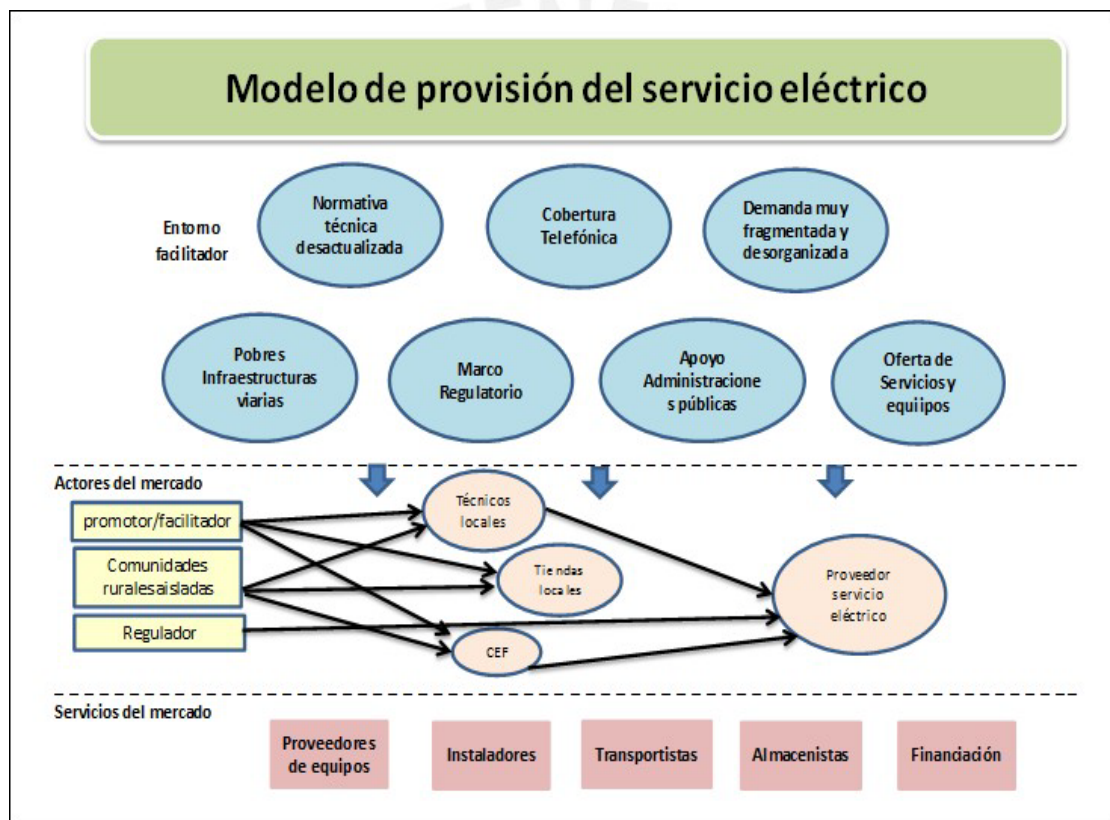 Modelo de provisión del servicio eléctrico
Entorno
facilitador
Normativa
técnica
desactualizada
Cobertura
Telefónica
Demanda muy
fragmentada y
desorganizada
Pobres
Infraestructuras
viarias
Marco
Regulatorio
Apoyo
Administracione
s públicas
Oferta de
Servicios y
equiipos
Actores del mercado
promotor/facilitador
Comunidades
ruralesaisladas
Regulador
Técnicos
locales
Tiendas
locales
CEF
Proveedor
servicio
eléctrico
Servicios del mercado
Proveedores
de equipos
Instaladores
Transportistas
Almacenistas
Financiación